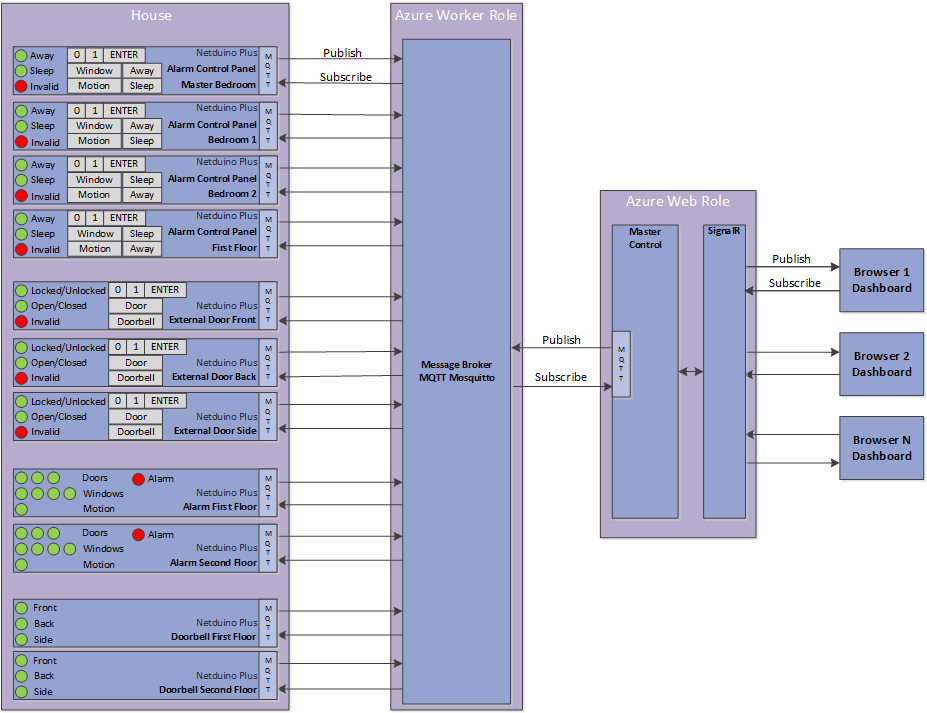 House
Away 0 1 ENTER Netduino Plus
Sleep Window Away Alarm Control Panel
Invalid Motion Sleep Master Bedroom
MQTT
Away 0 1 ENTER Netduino Plus
Sleep Window Away Alarm Control Panel
Invalid Motion Sleep Bedroom 1
MQTT
Away 0 1 ENTER Netduino Plus
Sleep Window Sleep Alarm Control Panel
Invalid Motion Away Bedroom 2
MQTT
Away 0 1 ENTER Netduino Plus
Sleep Window Sleep Alarm Control Panel
Invalid Motion Away First Floor
MQTT
Locked/Unlocked 0 1 ENTER
Open/Closed Door Netduino Plus
Invalid Doorbell External Door Front
MQTT
Locked/Unlocked 0 1 ENTER
Open/Closed Door Netduino Plus
Invalid Doorbell External Door Back
MQTT
Locked/Unlocked 0 1 ENTER
Open/Closed Door Netduino Plus
Invalid Doorbell External Door Side
MQTT
Doors Alarm
Windows Netduino Plus
Motion Alarm First Floor
MQTT
Doors Alarm
Windows Netduino Plus
Motion Alarm Second Floor
MQTT
Front
Back Netduino Plus
Side Doorbell First Floor
MQTT
Front
Back Netduino Plus
Side Doorbell Second Floor
MQTT
Publish
Subscribe
Azure Worker Role
Message Broker
MQTT Mosquitto
Publish
Subscribe
Azure Web Role
Master
Control
MQTT
SignalR
Publish
Subscribe
Browser 1
Dashboard
Browser 2
Dashboard
Browser N
Dashboard